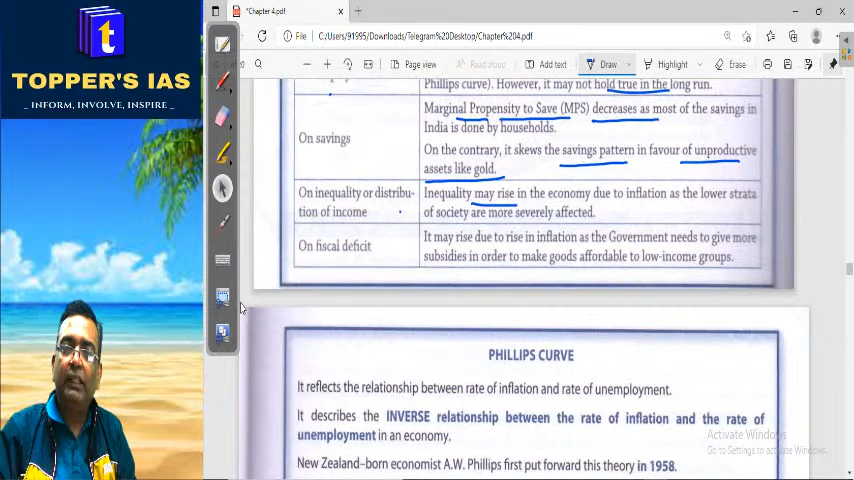 *Chapter 4.pdf
File
C:/Users/91995/Downloads/Telegram%20Desktop/Chapter%204.pdf
Page view
Read aloud
Add text
Draw
Highlight
Erase
t
TOPPER'S IAS
_ INFORM, INVOLVE, INSPIRE _
Phillips curve). However, it may not hold true in the long run.
On savings
Marginal Propensity to Save (MPS) decreases as most of the savings in
India is done by households.
On the contrary, it skews the savings pattern in favour of unproductive
assets like gold.
On inequality or distribu-
tion of income
Inequality may rise in the economy due to inflation as the lower strata
of society are more severely affected.
On fiscal deficit
It may rise due to rise in inflation as the Government needs to give more
subsidies in order to make goods affordable to low-income groups.
PHILLIPS CURVE
It reflects the relationship between rate of inflation and rate of unemployment.
It describes the INVERSE relationship between the rate of inflation and the rate of
unemployment in an economy.
New Zealand–born economist A.W. Phillips first put forward this theory in 1958.
Activate Windows
Go to Settings to activate Windows.